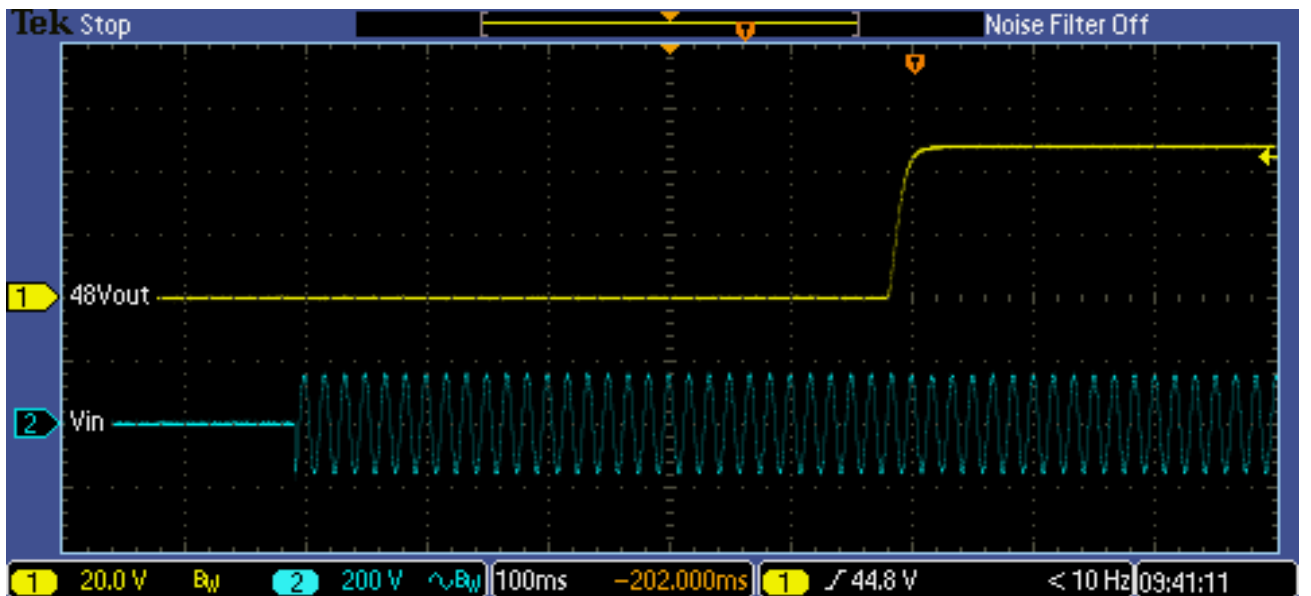 Tek Stop Noise Filter Off
T
T
1 48Vout
2 Vin
1 20.0 V BW 2 200 V BW 100ms -202.000ms 1 44.8 V < 10 Hz 09:41:11